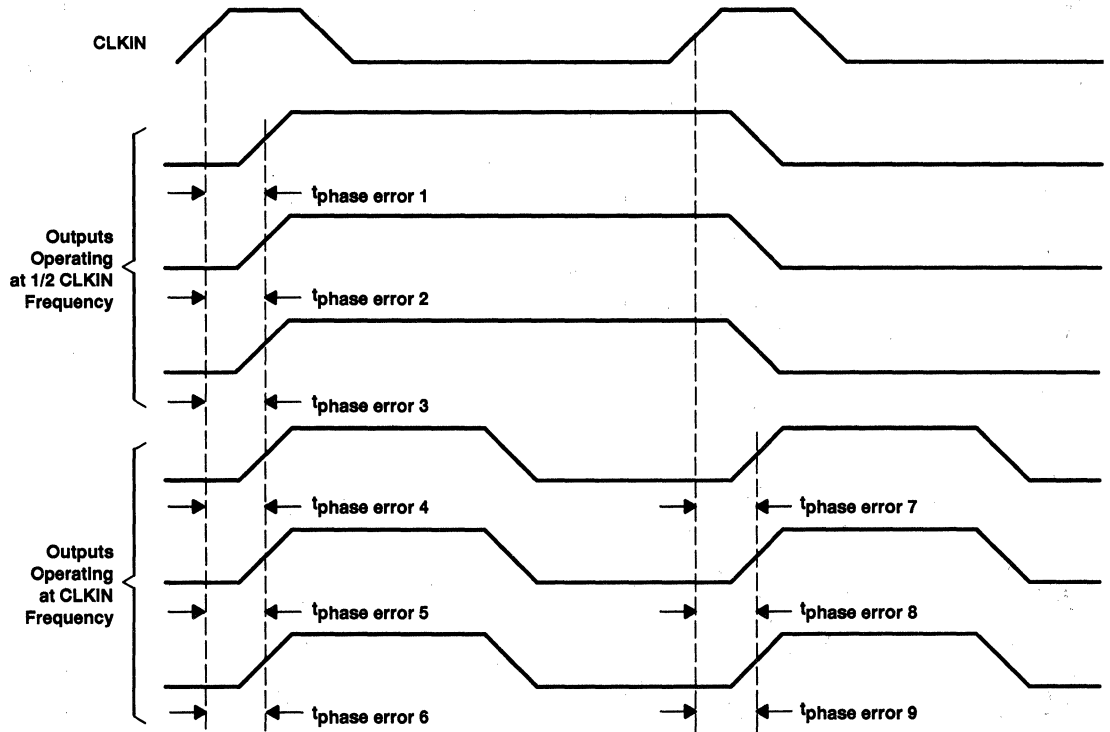 CLKIN
tphase error 1
Outputs
Operating
at 1/2 CLKIN
Frequency
tphase error 2
tphase error 3
tphase error 4
tphase error 7
Outputs
Operating
at CLKIN
Frequency
tphase error 5
tphase error 8
tphase error 6
tphase error 9